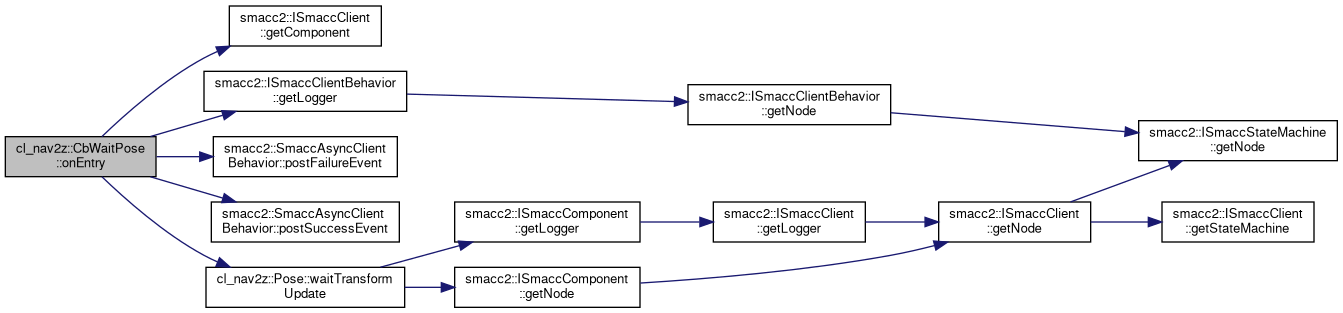 smacc2::ISmaccClient
::getComponent
smacc2::ISmaccClientBehavior
::getLogger
smacc2::ISmaccClientBehavior
::getNode
smacc2::ISmaccStateMachine
::getNode
cl_nav2z::CbWaitPose
::onEntry
smacc2::SmaccAsyncClient
Behavior::postFailureEvent
smacc2::SmaccAsyncClient
Behavior::postSuccessEvent
smacc2::ISmaccComponent
::getLogger
smacc2::ISmaccClient
::getLogger
smacc2::ISmaccClient
::getNode
smacc2::ISmaccClient
::getStateMachine
cl_nav2z::Pose::waitTransform
Update
smacc2::ISmaccComponent
::getNode